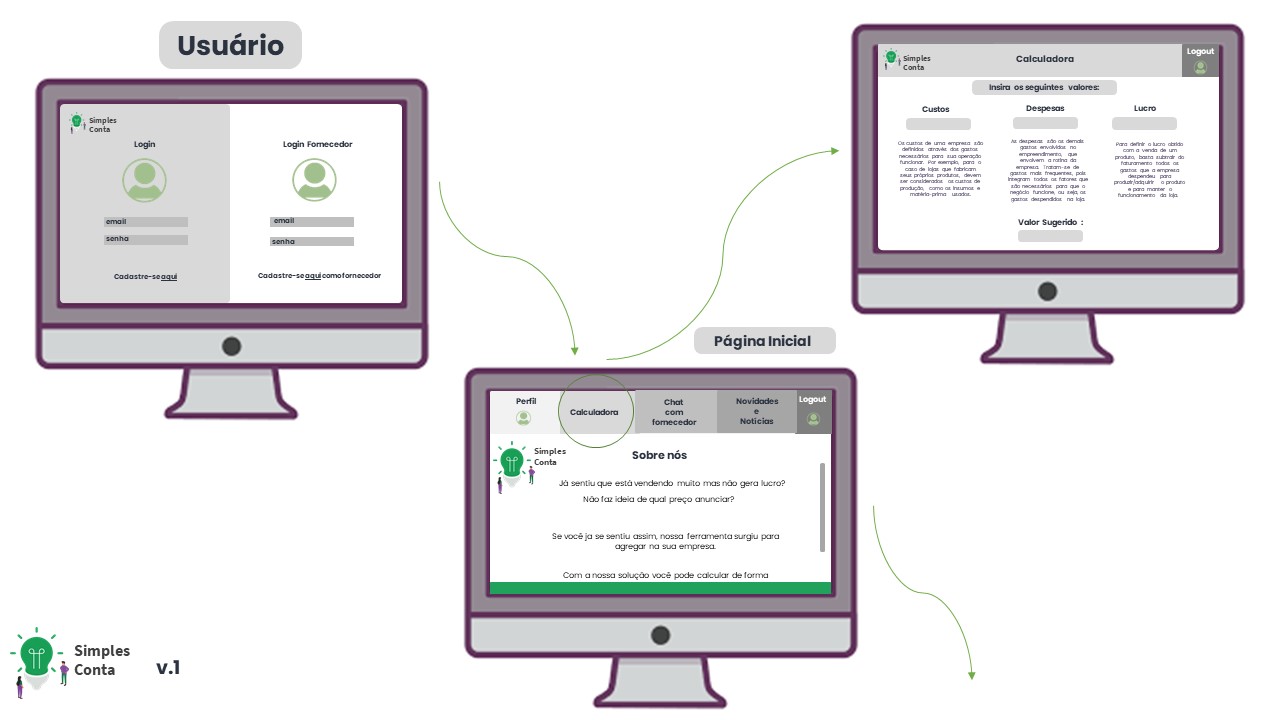 Usuário
Simples
Conta
Login
email
senha
Cadastre-se aqui
Login Fornecedor
email
senha
Cadastre-se aqui como fornecedor
Simples
Conta
Calculadora
Logout
Insira os seguintes valores:
Custos
Os custos de uma empresa são
definidos através dos gastos
necessários para sua operação
funcionar. Por exemplo, para o
caso de lojas que fabricam
seus próprios produtos, devem
ser considerados os custos de
produção, como os insumos e
matéria-prima usados.
Despesas
As despesas são os demais
gastos envolvidos no
empreendimento, que
envolvem a rotina da
empresa. Tratam-se de
gastos mais frequentes, pois
integram todos os fatores que
são necessários para que o
negócio funcione, ou seja, os
gastos despendidos na loja.
Lucro
Para definir o lucro obtido
com a venda de um
produto, basta subtrair do
faturamento todos os
gastos que a empresa
despendeu para
produzir/adquirir o produto
e para manter o
funcionamento da loja.
Valor Sugerido :
Página Inicial
Perfil
Calculadora
Chat
com
fornecedor
Novidades
e
Notícias
Logout
Simples
Conta
Sobre nós
Já sentiu que está vendendo muito mas não gera lucro?
Não faz ideia de qual preço anunciar?
Se você ja se sentiu assim, nossa ferramenta surgiu para
agregar na sua empresa.
Com a nossa solução você pode calcular de forma
Simples
Conta
v.1